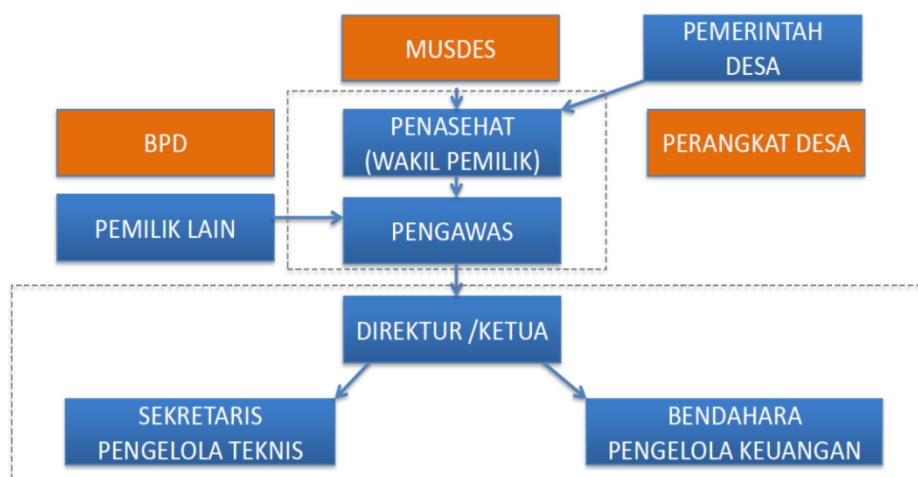 MUSDES
PEMERINTAH
DESA
BPD
PENASEHAT
(WAKIL PEMILIK)
PERANGKAT DESA
PEMILIK LAIN
PENGAWAS
DIREKTUR /KETUA
SEKRETARIS
PENGELOLA TEKNIS
BENDAHARA
PENGELOLA KEUANGAN